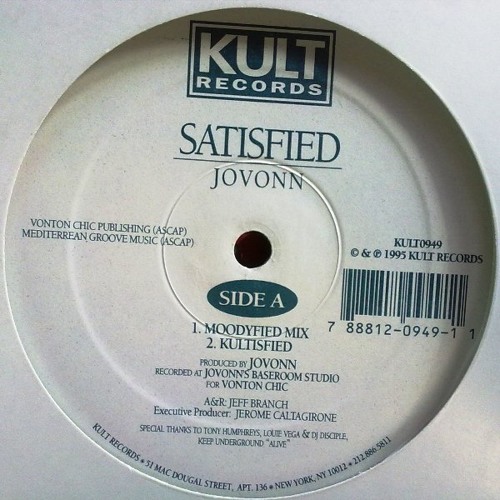 KULT
RECORDS
SATISFIED
JOVONN
VONTON CHIC PUBLISHING (ASCAP)
MEDITERREAN GROOVE MUSIC (ASCAP)
KULT0949
© & ℗ 1995 KULT RECORDS
SIDE A
7 88812-0949-1 1
1. MOODYFIED MIX
2. KULTISFIED
PRODUCED BY JOVONN
RECORDED AT JOVONN'S BASEROOM STUDIO
FOR VONTON CHIC
A&R: JEFF BRANCH
Executive Producer: JEROME CALTAGIRONE
SPECIAL THANKS TO TONY HUMPHREYS, LOUIE VEGA & DJ DISCIPLE,
KEEP UNDERGROUND "ALIVE"
KULT RECORDS • 51 MAC DOUGAL STREET, APT. 136 • NEW YORK, NY 10012 • 212.886.5811